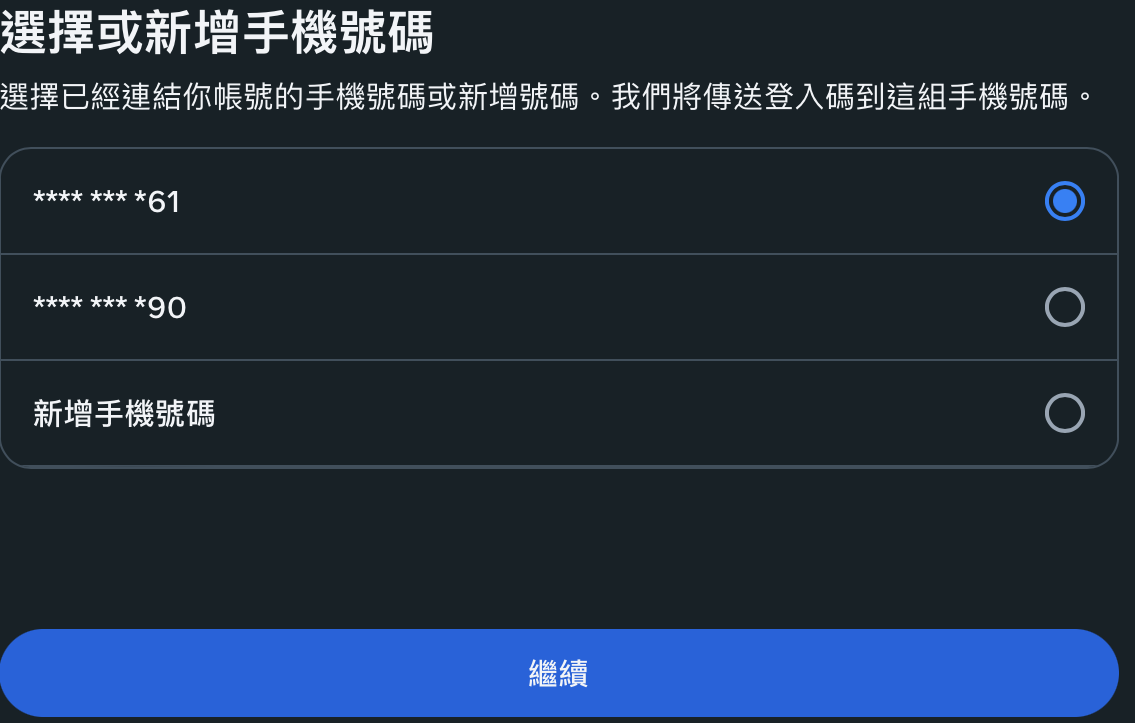 選擇或新增手機號碼
選擇已經連結你帳號的手機號碼或新增號碼。我們將傳送登入碼到這組手機號碼。
**** *** *61
**** *** *90
新增手機號碼
繼續